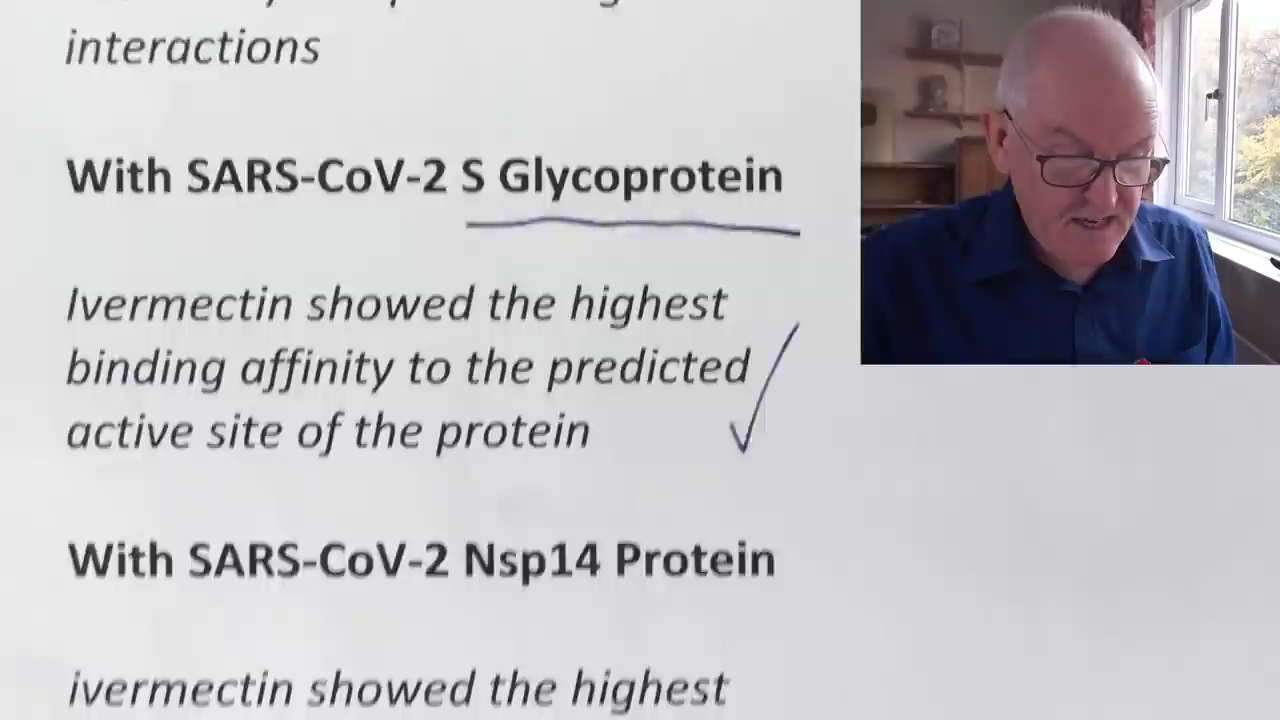 interactions
With SARS-CoV-2 S Glycoprotein
Ivermectin showed the highest
binding affinity to the predicted
active site of the protein
With SARS-CoV-2 Nsp14 Protein
ivermectin showed the highest